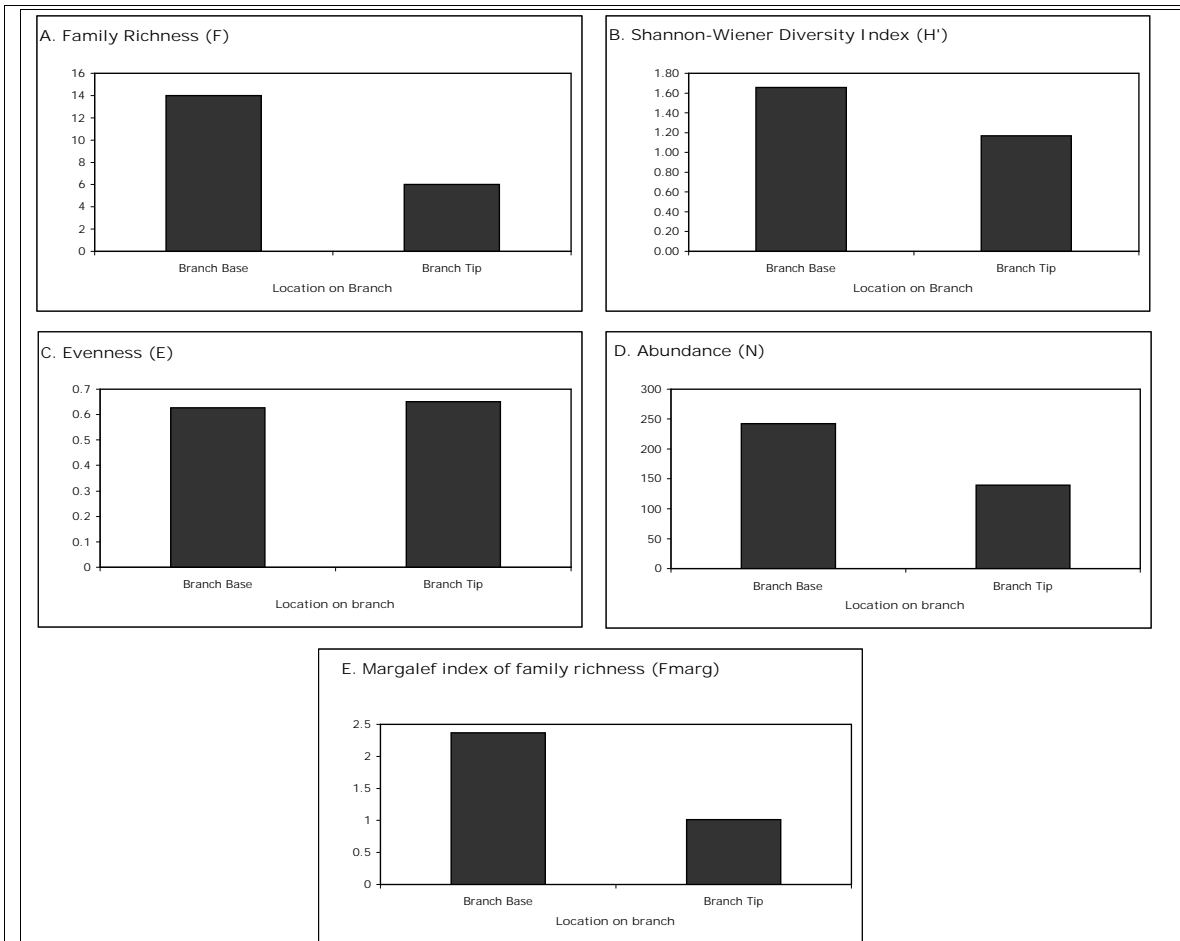 A. Family Richness (F)
16
14
12
10
8
6
4
2
0
Branch Base Branch Tip
Location on Branch
B. Shannon-Wiener Diversity Index (H')
1.80
1.60
1.40
1.20
1.00
0.80
0.60
0.40
0.20
0.00
Branch Base Branch Tip
Location on Branch
C. Evenness (E)
0.7
0.6
0.5
0.4
0.3
0.2
0.1
0
Branch Base Branch Tip
Location on branch
D. Abundance (N)
300
250
200
150
100
50
0
Branch Base Branch Tip
Location on branch
E. Margalef index of family richness (Fmarg)
2.5
2
1.5
1
0.5
0
Branch Base Branch Tip
Location on branch